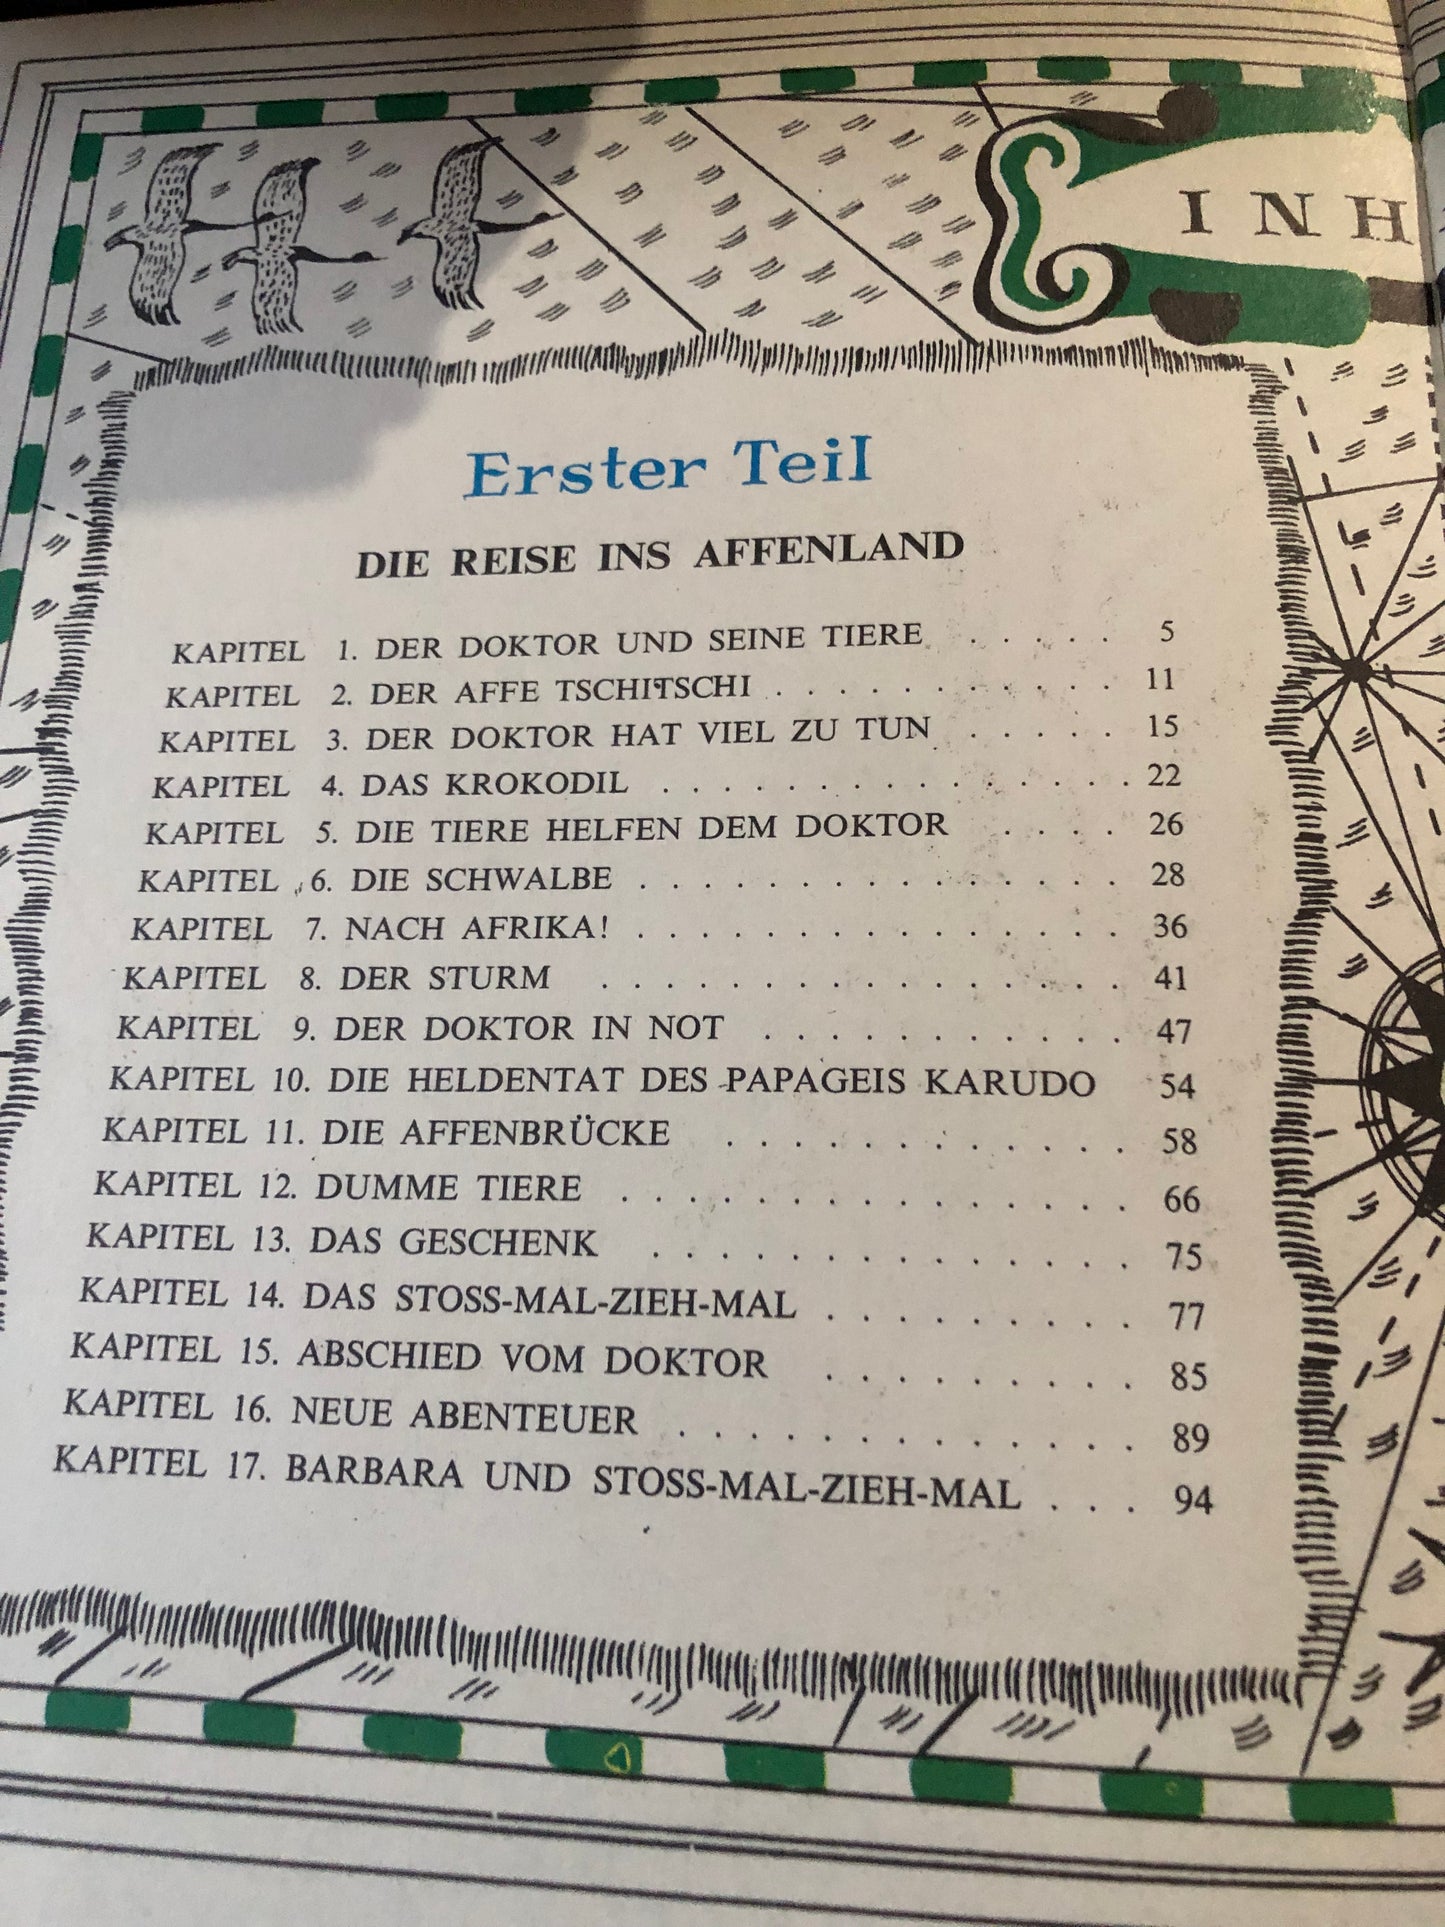 INH
Erster Teil
DIE REISE INS AFFENLAND
KAPITEL 1. DER DOKTOR UND SEINE TIERE . . . . . 5
KAPITEL 2. DER AFFE TSCHITSCHI . . . . . . . . . 11
KAPITEL 3. DER DOKTOR HAT VIEL ZU TUN . . . . . 15
KAPITEL 4. DAS KROKODIL . . . . . . . . . . . . 22
KAPITEL 5. DIE TIERE HELFEN DEM DOKTOR . . . . 26
KAPITEL 6. DIE SCHWALBE . . . . . . . . . . . . 28
KAPITEL 7. NACH AFRIKA! . . . . . . . . . . . . 36
KAPITEL 8. DER STURM . . . . . . . . . . . . . 41
KAPITEL 9. DER DOKTOR IN NOT . . . . . . . . . 47
KAPITEL 10. DIE HELDENTAT DES PAPAGEIS KARUDO 54
KAPITEL 11. DIE AFFENBRÜCKE . . . . . . . . . . 58
KAPITEL 12. DUMME TIERE . . . . . . . . . . . . 66
KAPITEL 13. DAS GESCHENK . . . . . . . . . . . . 75
KAPITEL 14. DAS STOSS-MAL-ZIEH-MAL . . . . . . . . 77
KAPITEL 15. ABSCHIED VOM DOKTOR . . . . . . . . 85
KAPITEL 16. NEUE ABENTEUER . . . . . . . . . . . 89
KAPITEL 17. BARBARA UND STOSS-MAL-ZIEH-MAL . . . 94